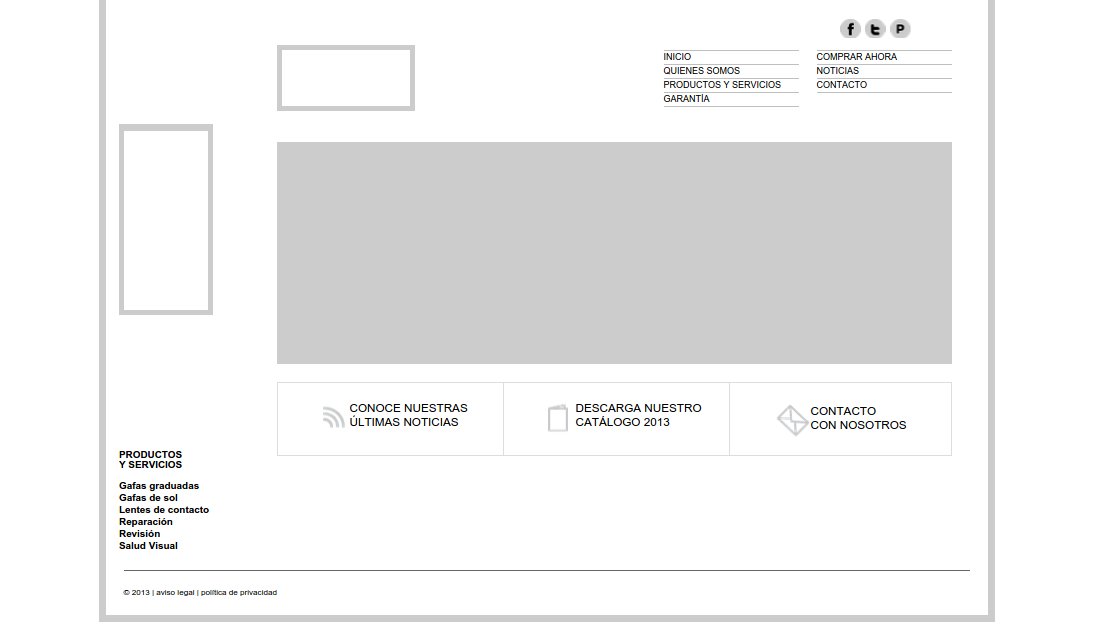 INICIO
QUIENES SOMOS
PRODUCTOS Y SERVICIOS
GARANTÍA
COMPRAR AHORA
NOTICIAS
CONTACTO
CONOCE NUESTRAS
ÚLTIMAS NOTICIAS
DESCARGA NUESTRO
CATÁLOGO 2013
CONTACTO
CON NOSOTROS
PRODUCTOS
Y SERVICIOS
Gafas graduadas
Gafas de sol
Lentes de contacto
Reparación
Revisión
Salud Visual
© 2013 | aviso legal | política de privacidad